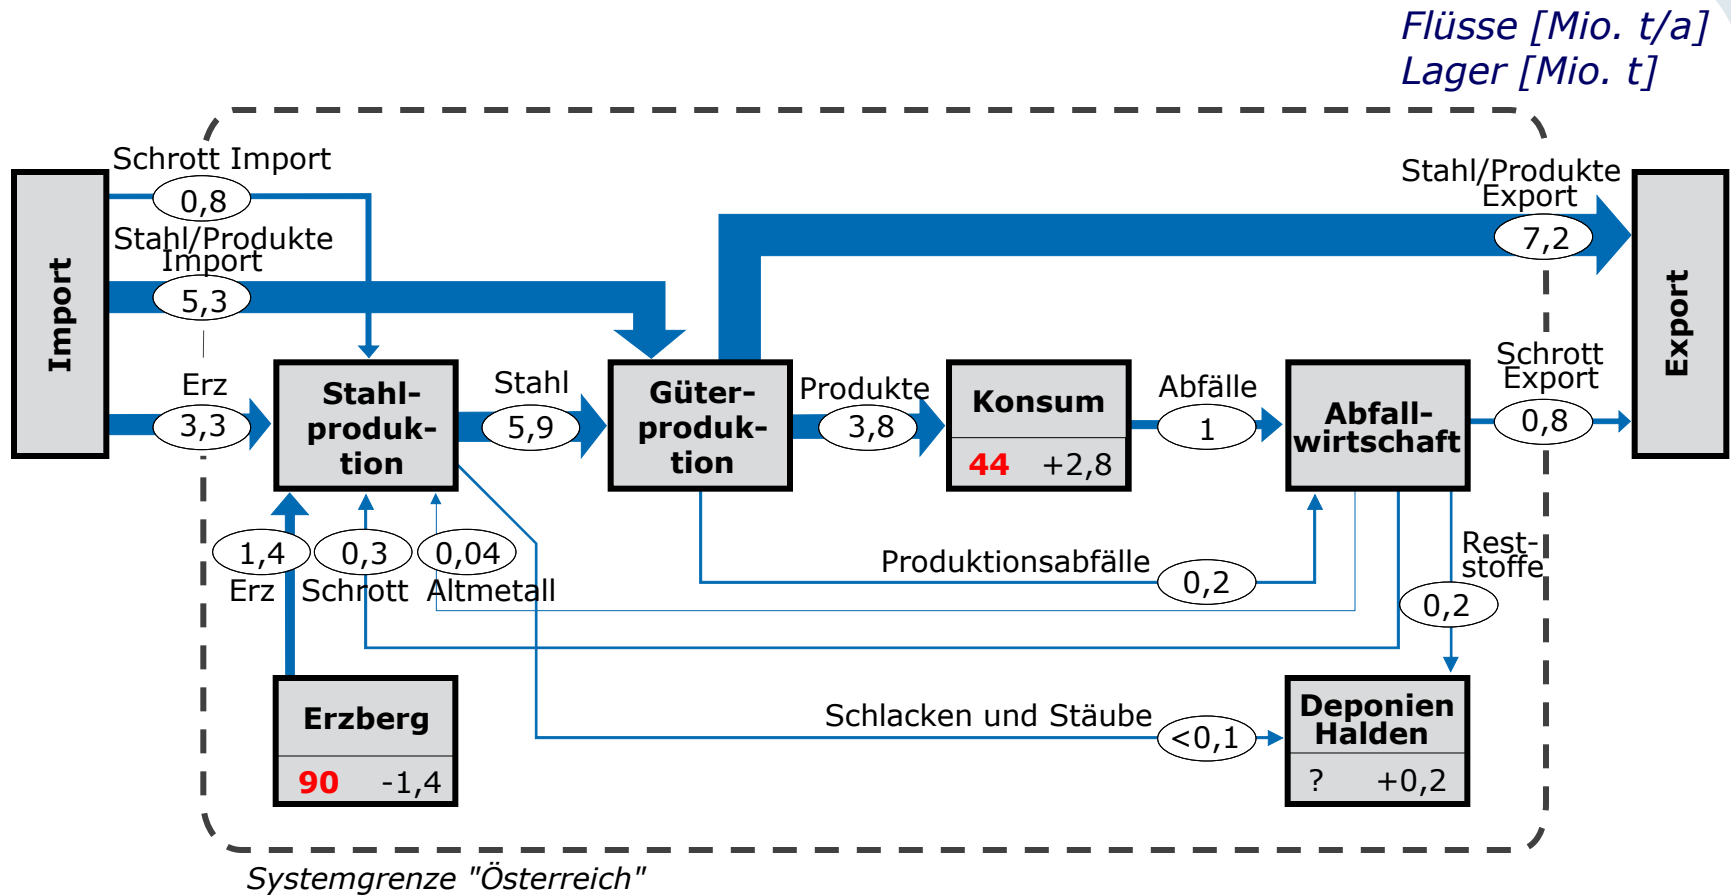 Flüsse [Mio. t/a]
Lager [Mio. t]
Schrott Import
0,8
Stahl/Produkte
Import
5,3
Import
Erz
3,3
Stahl-
produk-
tion
Stahl
5,9
Güter-
produk-
tion
Produkte
3,8
Konsum
44 +2,8
Abfälle
1
Abfall-
wirtschaft
Stahl/Produkte
Export
7,2
Schrott
Export
0,8
Export
1,4
Erz
0,3
Schrott
0,04
Altmetall
Produktionsabfälle
0,2
Rest-
stoffe
0,2
Erzberg
90 -1,4
Schlacken und Stäube
<0,1
Deponien
Halden
? +0,2
Systemgrenze "Österreich"